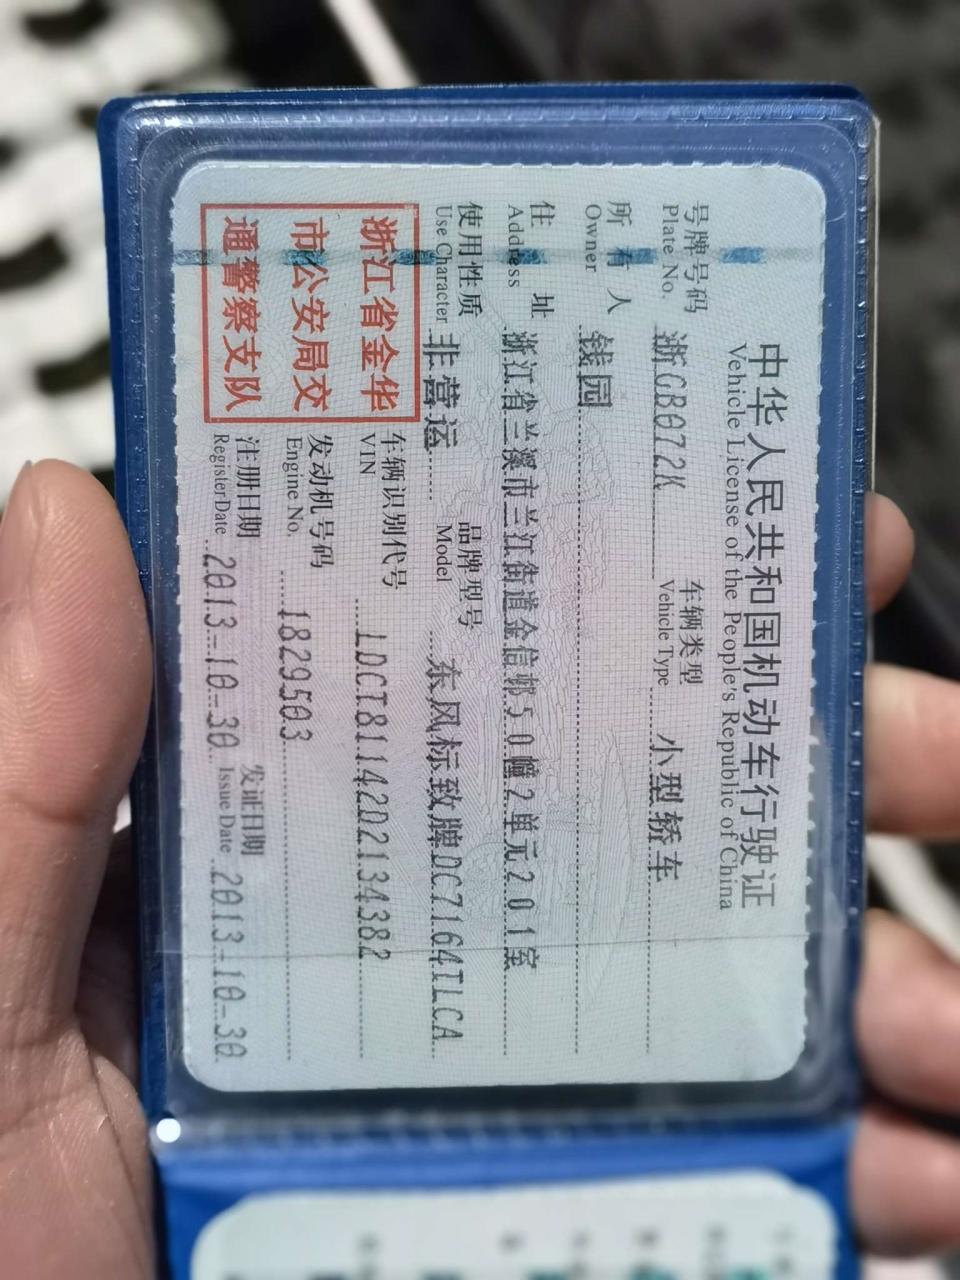 中华人民共和国机动车行驶证
Vehicle License of the People's Republic of China
号牌号码 浙GB072K 车辆类型 小型轿车
Plate No. Vehicle Type
所有人 钱园
Owner
住址 浙江省兰溪市兰江街道金信邨50幢2单元201室
Address
使用性质 非营运 品牌型号 东风标致牌DC7164TLCA
Use Character Model
浙江省金华
市公安局交
通警察支队
车辆识别代号 LDCT81142D2134382
VIN
发动机号码 1829503
Engine No.
注册日期 2013-10-30 发证日期 2013-10-30
Register Date Issue Date